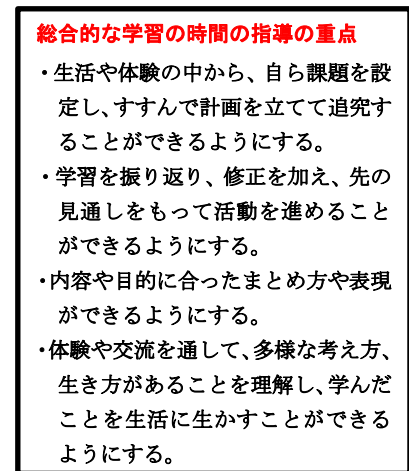 総合的な学習の時間の指導の重点
・生活や体験の中から、自ら課題を設
定し、すすんで計画を立てて追究す
ることができるようにする。
・学習を振り返り、修正を加え、先の
見通しをもって活動を進めること
ができるようにする。
・内容や目的に合ったまとめ方や表現
ができるようにする。
・体験や交流を通して、多様な考え方、
生き方があることを理解し、学んだ
ことを生活に生かすことができる
ようにする。